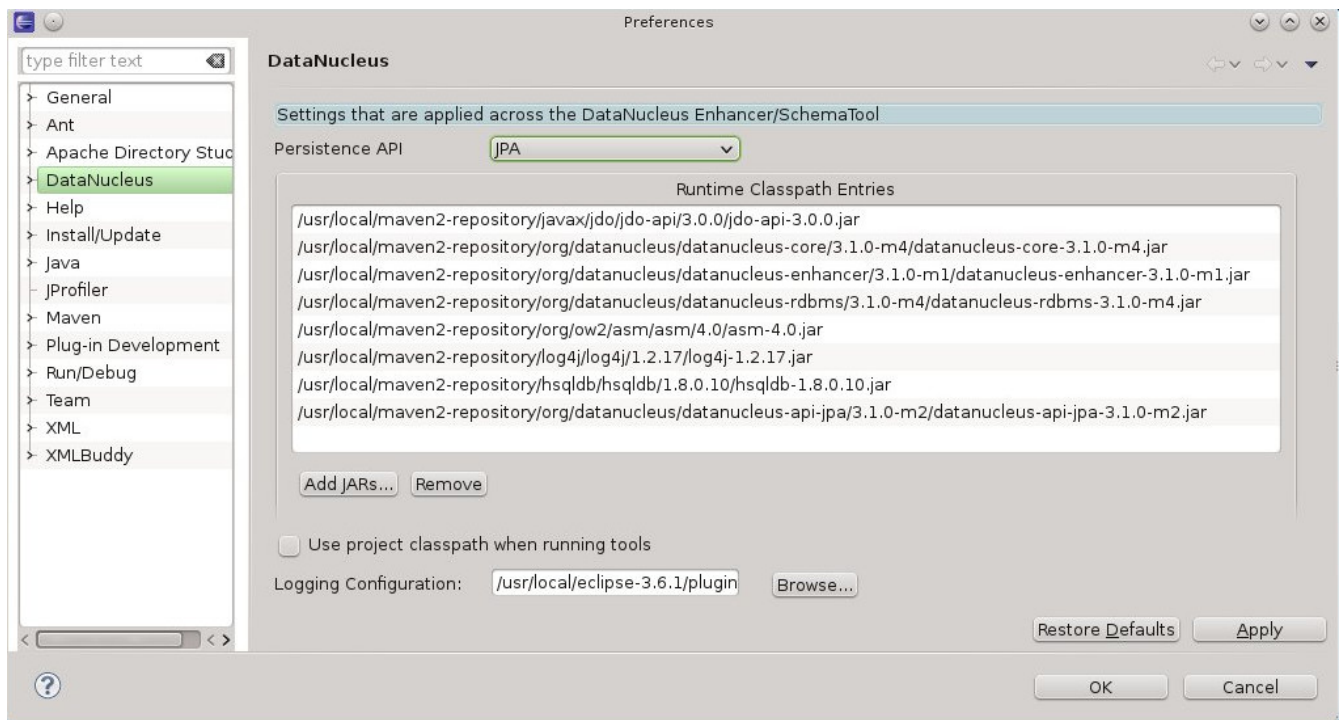 Preferences
type filter text
General
Ant
Apache Directory Stud
DataNucleus
Help
Install/Update
Java
JProfiler
Maven
Plug-in Development
Run/Debug
Team
XML
XMLBuddy
DataNucleus
Settings that are applied across the DataNucleus Enhancer/SchemaTool
Persistence API JPA
Runtime Classpath Entries
/usr/local/maven2-repository/javax/jdo/jdo-api/3.0.0/jdo-api-3.0.0.jar
/usr/local/maven2-repository/org/datanucleus/datanucleus-core/3.1.0-m4/datanucleus-core-3.1.0-m4.jar
/usr/local/maven2-repository/org/datanucleus/datanucleus-enhancer/3.1.0-m1/datanucleus-enhancer-3.1.0-m1.jar
/usr/local/maven2-repository/org/datanucleus/datanucleus-rdbms/3.1.0-m4/datanucleus-rdbms-3.1.0-m4.jar
/usr/local/maven2-repository/org/ow2/asm/asm/4.0/asm-4.0.jar
/usr/local/maven2-repository/log4j/log4j/1.2.17/log4j-1.2.17.jar
/usr/local/maven2-repository/hsqldb/hsqldb/1.8.0.10/hsqldb-1.8.0.10.jar
/usr/local/maven2-repository/org/datanucleus/datanucleus-api-jpa/3.1.0-m2/datanucleus-api-jpa-3.1.0-m2.jar
Add JARs... Remove
Use project classpath when running tools
Logging Configuration: /usr/local/eclipse-3.6.1/plugin Browse...
Restore Defaults Apply
OK Cancel